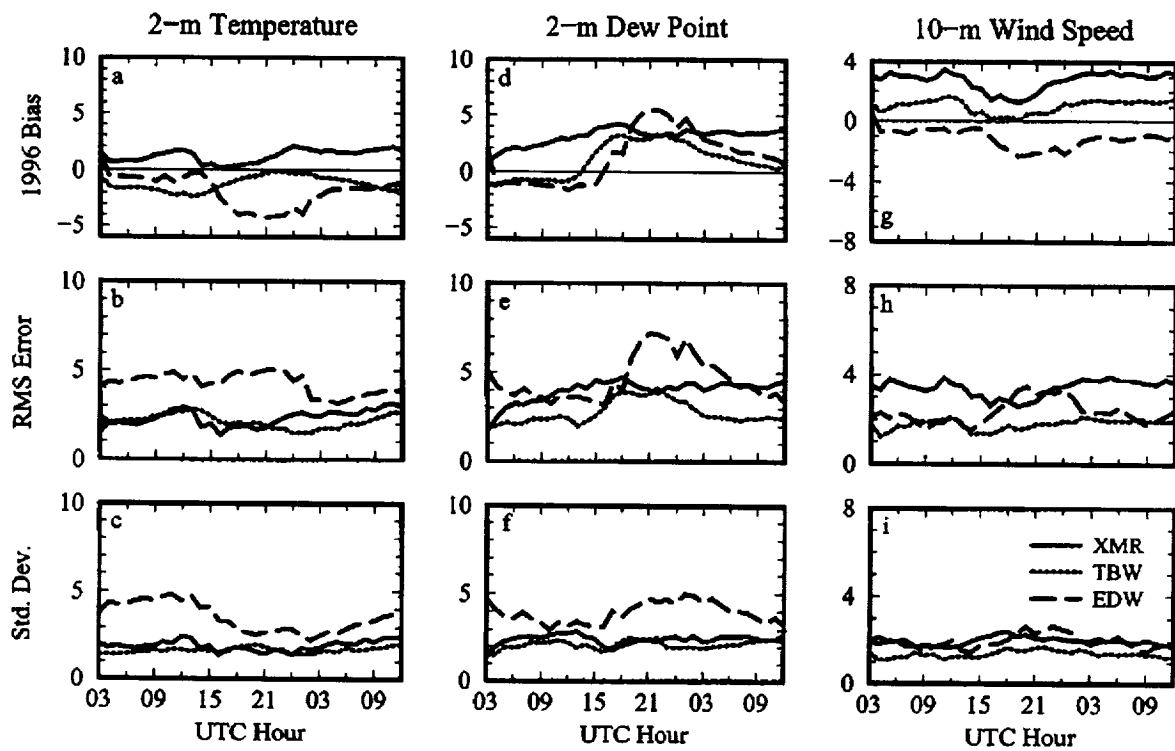 2-m Temperature
2-m Dew Point
10-m Wind Speed
1996 Bias
10
5
0
-5
a
10
5
0
-5
d
4
0
-4
-8
g
RMS Error
10
5
0
b
10
5
0
e
8
4
0
h
Std. Dev.
10
5
0
c
10
5
0
f
8
4
0
i
XMR
TBW
EDW
03 09 15 21 03 09
03 09 15 21 03 09
03 09 15 21 03 09
UTC Hour
UTC Hour
UTC Hour